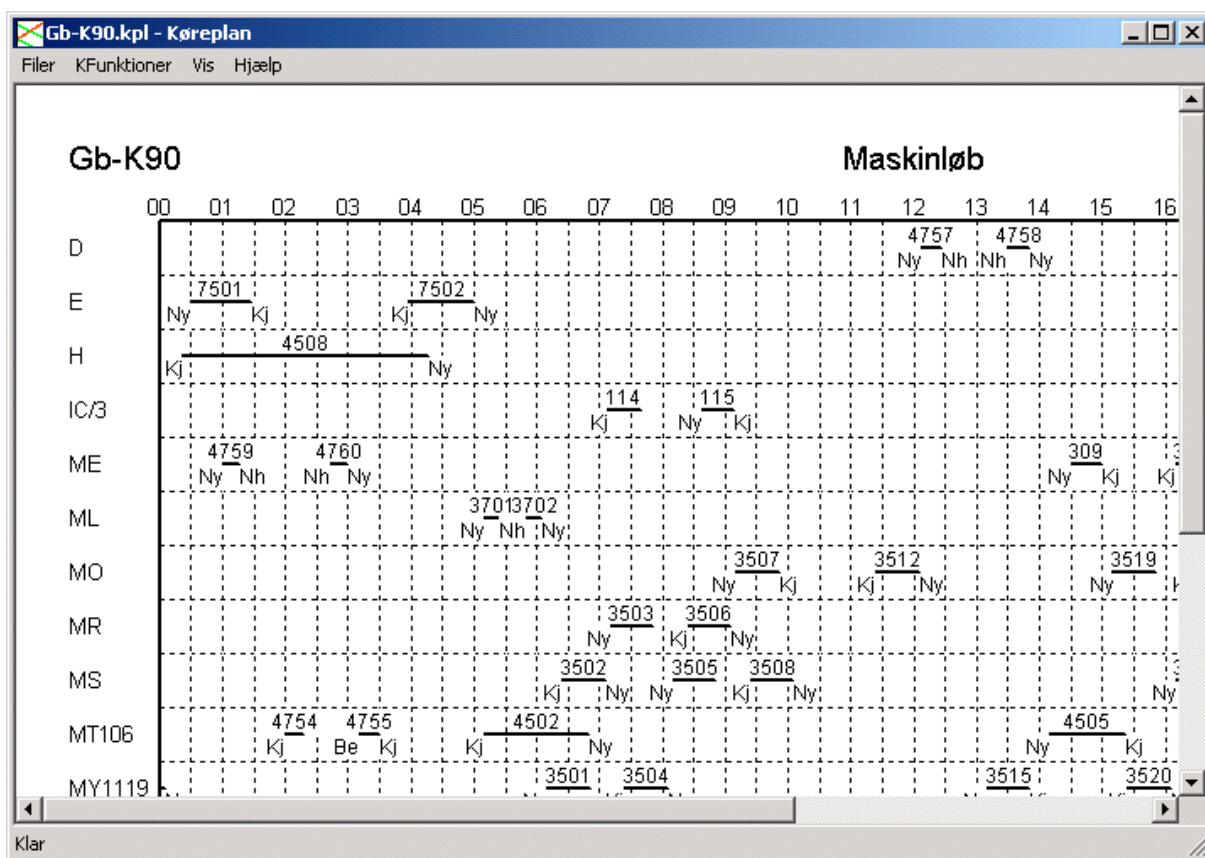 Gb-K90.kpl - Køreplan
Filer KFunktioner Vis Hjælp
Gb-K90 Maskinløb
00 01 02 03 04 05 06 07 08 09 10 11 12 13 14 15 16
4757 4758
D
Ny Nh Nh Ny
7501 7502
E
Ny Kj Kj Ny
4508
H
Kj Ny
114 115
IC/3
Kj Ny Kj
4759 4760 309
ME
Ny Nh Nh Ny Ny Kj Kj
3701 3702
ML
Ny Nh Ny
3507 3512 3519
MO
Ny Kj Kj Ny Ny
3503 3506
MR
Ny Kj Ny
3502 3505 3508
MS
Kj Ny Ny Kj Ny Ny
4754 4755 4502 4505
MT106
Kj Be Kj Kj Ny Ny Kj
3501 3504 3515 3520
MY1119
Klar